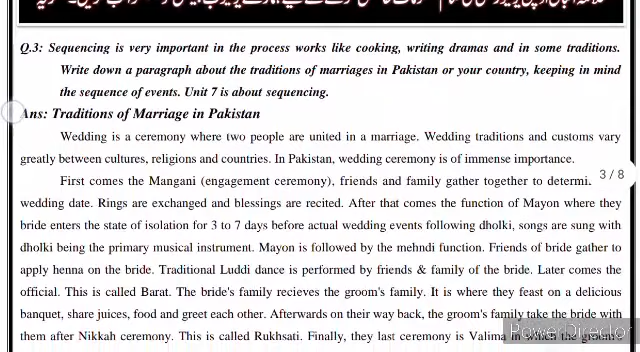 Q.3: Sequencing is very important in the process works like cooking, writing dramas and in some traditions.
Write down a paragraph about the traditions of marriages in Pakistan or your country, keeping in mind
the sequence of events. Unit 7 is about sequencing.
Ans: Traditions of Marriage in Pakistan
Wedding is a ceremony where two people are united in a marriage. Wedding traditions and customs vary
greatly between cultures, religions and countries. In Pakistan, wedding ceremony is of immense importance.
First comes the Mangani (engagement ceremony), friends and family gather together to determi
3 / 8
wedding date. Rings are exchanged and blessings are recited. After that comes the function of Mayon where they
bride enters the state of isolation for 3 to 7 days before actual wedding events following dholki, songs are sung with
dholki being the primary musical instrument. Mayon is followed by the mehndi function. Friends of bride gather to
apply henna on the bride. Traditional Luddi dance is performed by friends & family of the bride. Later comes the
official. This is called Barat. The bride's family recieves the groom's family. It is where they feast on a delicious
banquet, share juices, food and greet each other. Afterwards on their way back, the groom's family take the bride with
them after Nikkah ceremony. This is called Rukhsati. Finally, they last ceremony is Valima in which the groom's
PowerDirector